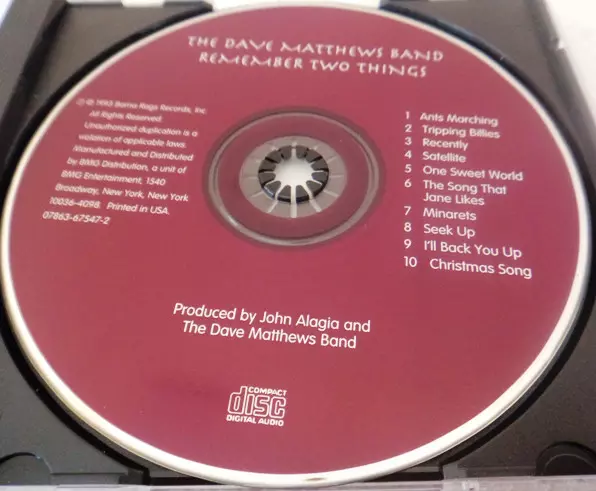 THE DAVE MATTHEWS BAND
REMEMBER TWO THINGS
℗ © 1993 Bama Rags Records, Inc.
All Rights Reserved.
Unauthorized duplication is a
violation of applicable laws.
Manufactured and Distributed
by BMG Distribution, a unit of
BMG Entertainment, 1540
Broadway, New York, New York
10036-4098. Printed in USA.
07863-67547-2
1 Ants Marching
2 Tripping Billies
3 Recently
4 Satellite
5 One Sweet World
6 The Song That
Jane Likes
7 Minarets
8 Seek Up
9 I'll Back You Up
10 Christmas Song
Produced by John Alagia and
The Dave Matthews Band
COMPACT
disc
DIGITAL AUDIO